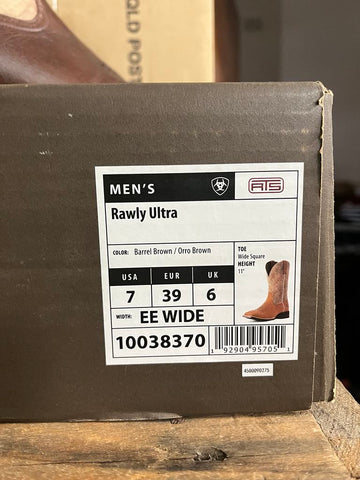 QLD POST
MEN'S
ATS
Rawly Ultra
COLOR: Barrel Brown / Orro Brown
TOE
Wide Square
HEIGHT
11"
USA EUR UK
7 39 6
WIDTH: EE WIDE
10038370
1 92904 95705 1
4500090775